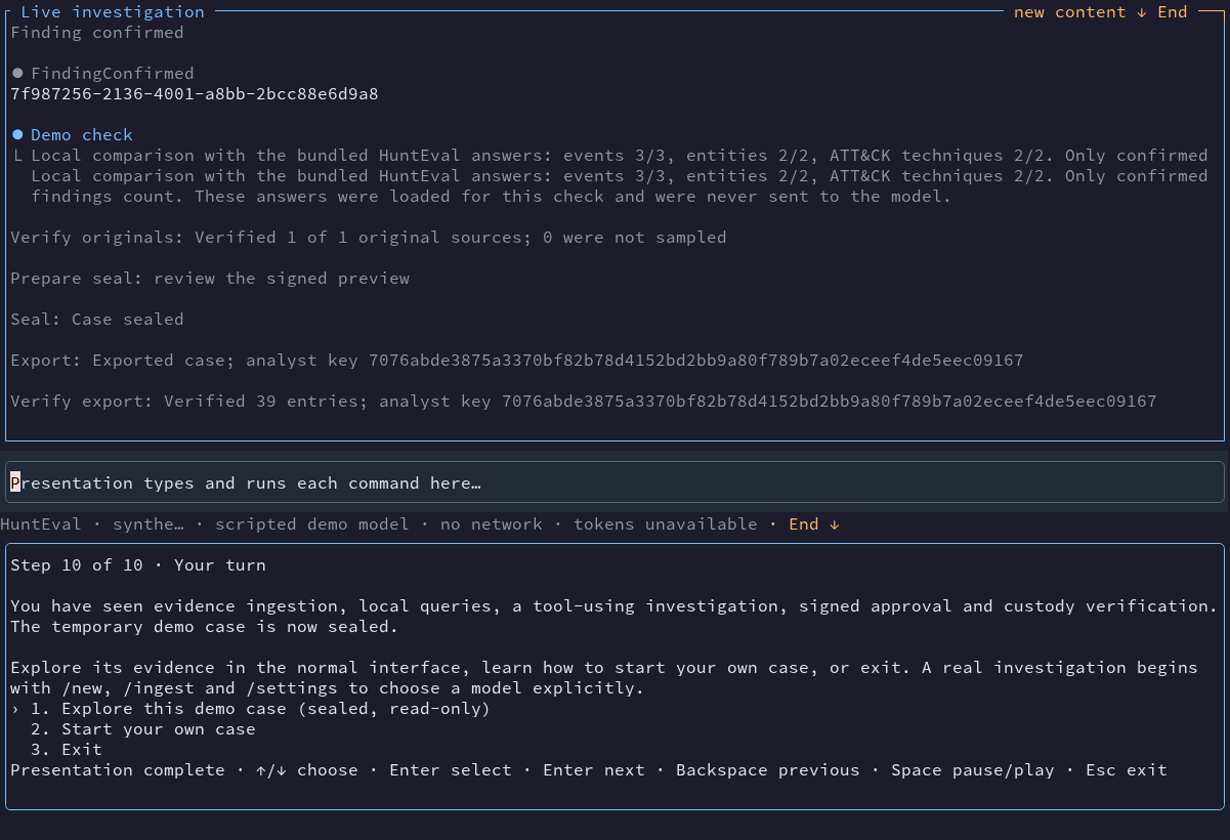 Live investigation new content ↓ End
Finding confirmed
● FindingConfirmed
7f987256-2136-4001-a8bb-2bcc88e6d9a8
● Demo check
L Local comparison with the bundled HuntEval answers: events 3/3, entities 2/2, ATT&CK techniques 2/2. Only confirmed
Local comparison with the bundled HuntEval answers: events 3/3, entities 2/2, ATT&CK techniques 2/2. Only confirmed
findings count. These answers were loaded for this check and were never sent to the model.
Verify originals: Verified 1 of 1 original sources; 0 were not sampled
Prepare seal: review the signed preview
Seal: Case sealed
Export: Exported case; analyst key 7076abde3875a3370bf82b78d4152bd2bb9a80f789b7a02eceef4de5eec09167
Verify export: Verified 39 entries; analyst key 7076abde3875a3370bf82b78d4152bd2bb9a80f789b7a02eceef4de5eec09167
Presentation types and runs each command here…
HuntEval · synthe… · scripted demo model · no network · tokens unavailable · End ↓
Step 10 of 10 · Your turn
You have seen evidence ingestion, local queries, a tool-using investigation, signed approval and custody verification.
The temporary demo case is now sealed.
Explore its evidence in the normal interface, learn how to start your own case, or exit. A real investigation begins
with /new, /ingest and /settings to choose a model explicitly.
› 1. Explore this demo case (sealed, read-only)
2. Start your own case
3. Exit
Presentation complete · ↑/↓ choose · Enter select · Enter next · Backspace previous · Space pause/play · Esc exit